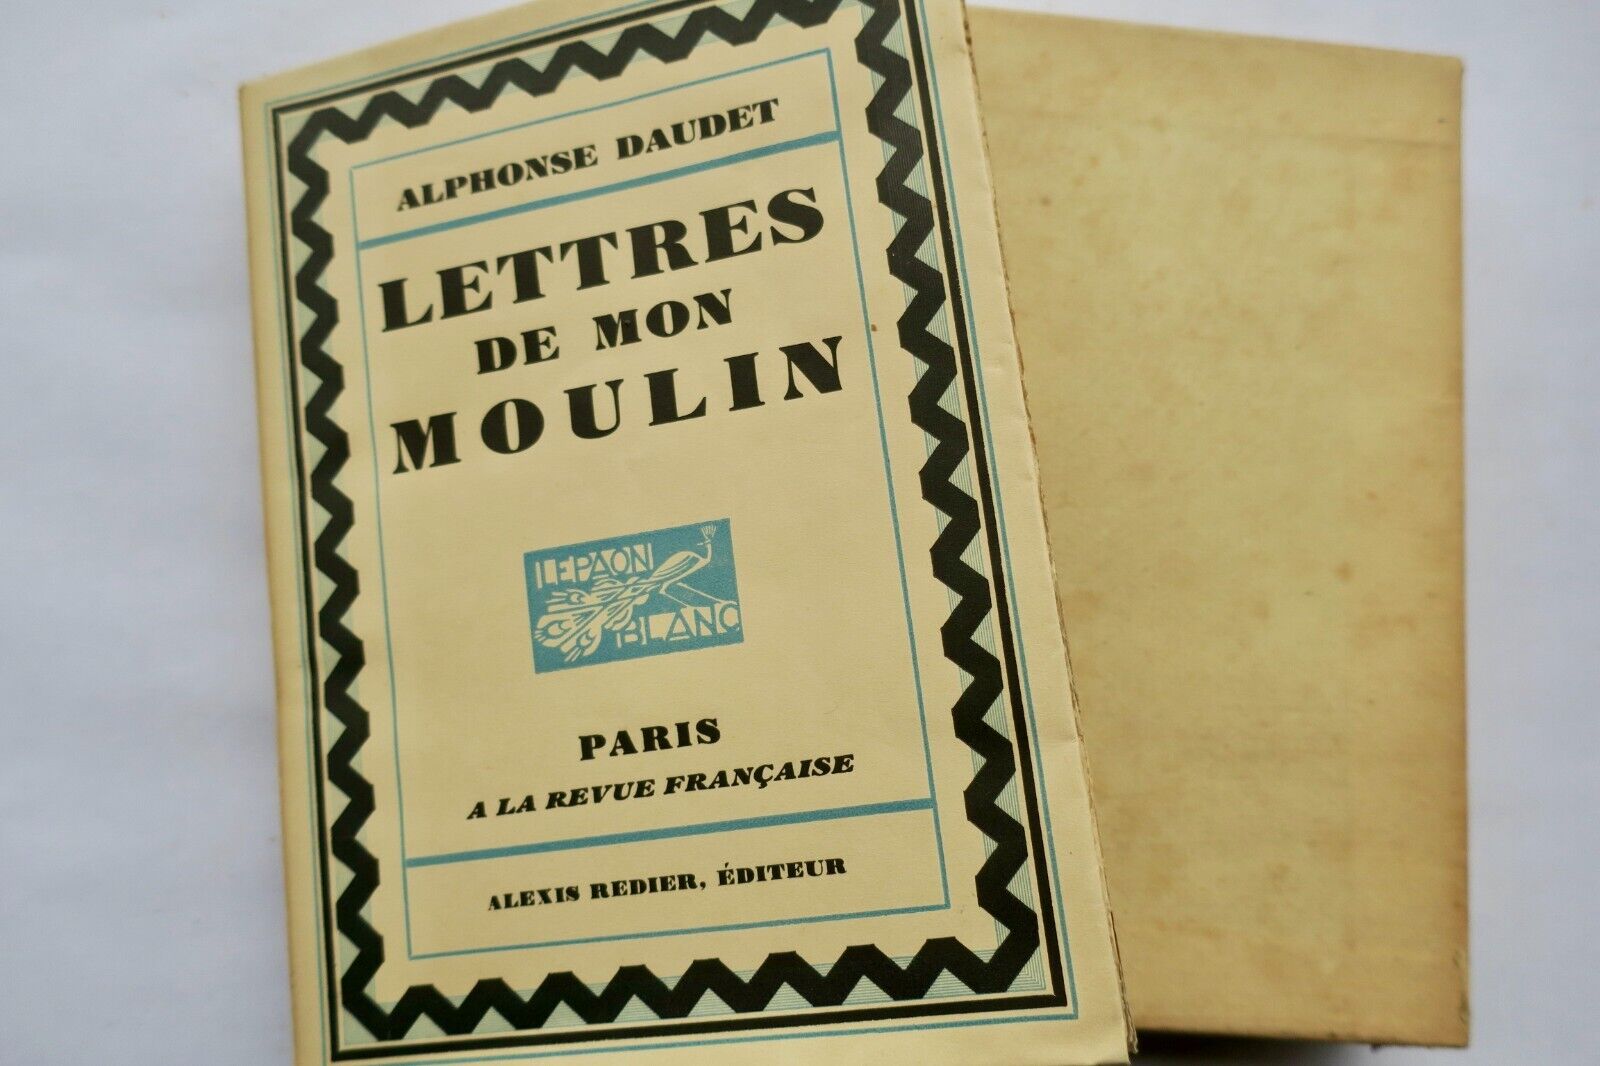 ALPHONSE DAUDET
LETTRES
DE MON
MOULIN
LE PAON
BLANC
PARIS
A LA REVUE FRANÇAISE
ALEXIS REDIER, ÉDITEUR